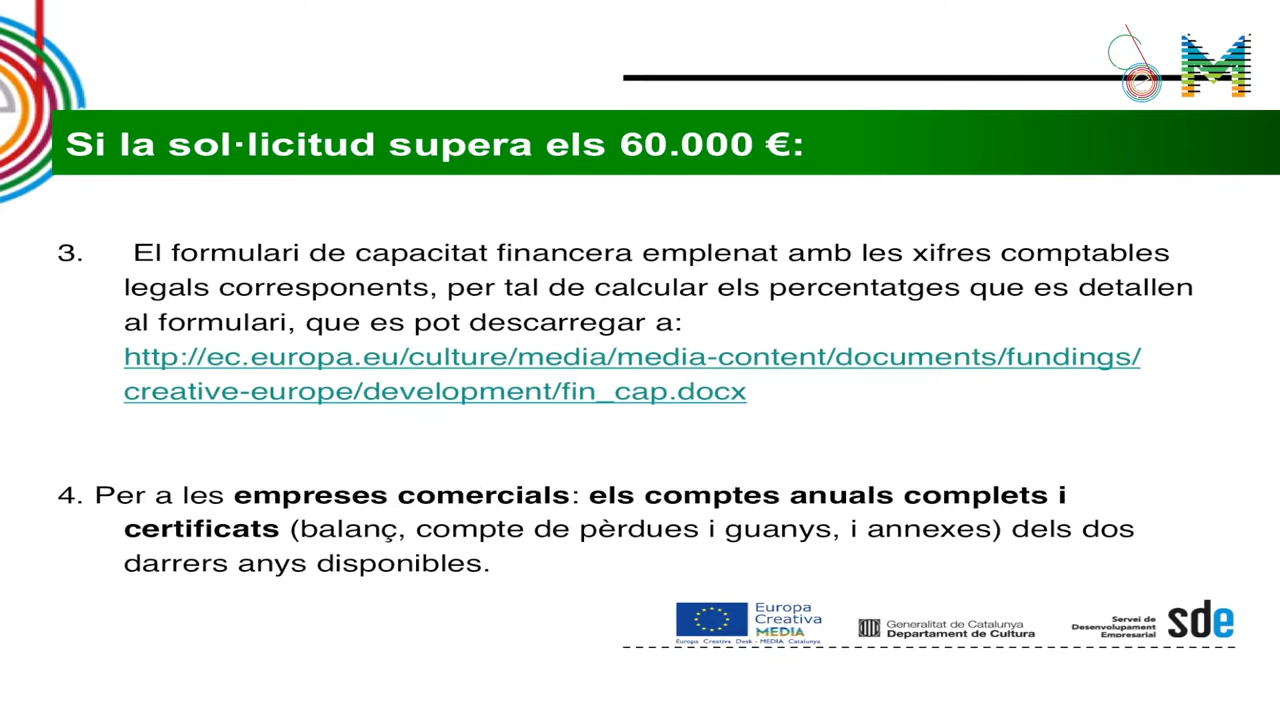 Si la sol·licitud supera els 60.000 €:
3. El formulari de capacitat financera emplenat amb les xifres comptables
legals corresponents, per tal de calcular els percentatges que es detallen
al formulari, que es pot descarregar a:
http://ec.europa.eu/culture/media/media-content/documents/fundings/
creative-europe/development/fin_cap.docx
4. Per a les empreses comercials: els comptes anuals complets i
certificats (balanç, compte de pèrdues i guanys, i annexes) dels dos
darrers anys disponibles.
Europa
Creativa
MEDIA
Europa Creativa Desk - MEDIA Catalunya
Generalitat de Catalunya
Departament de Cultura
Servei de
Desenvolupament
Empresarial
sde